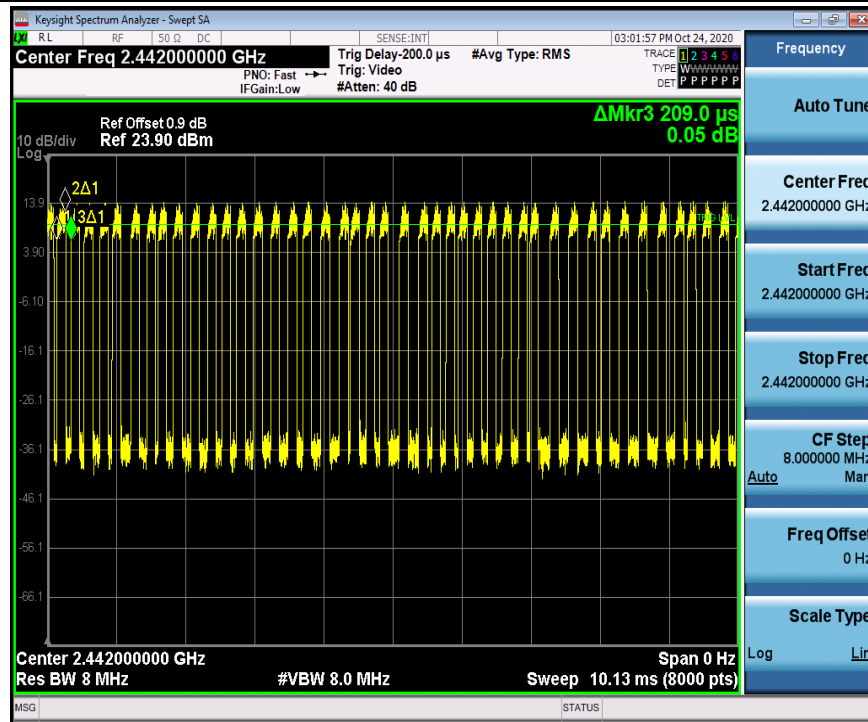 Keysight Spectrum Analyzer - Swept SA
LXI RL RF 50 Ω DC SENSE:INT 03:01:57 PM Oct 24, 2020
Center Freq 2.442000000 GHz
PNO: Fast
IFGain:Low
Trig Delay-200.0 µs
Trig: Video
#Atten: 40 dB
#Avg Type: RMS
TRACE 1 2 3 4 5 6
TYPE WWWWWW
DET P P P P P P
ΔMkr3 209.0 µs
0.05 dB
Ref Offset 0.9 dB
10 dB/div Ref 23.90 dBm
Log
2Δ1
13.9
3Δ1
TRIG LVL
3.90
-6.10
-16.1
-26.1
-36.1
-46.1
-56.1
-66.1
Center 2.442000000 GHz Span 0 Hz
Res BW 8 MHz #VBW 8.0 MHz Sweep 10.13 ms (8000 pts)
MSG STATUS
Frequency
Auto Tune
Center Freq
2.442000000 GHz
Start Freq
2.442000000 GHz
Stop Freq
2.442000000 GHz
CF Step
8.000000 MHz
Auto Man
Freq Offset
0 Hz
Scale Type
Log Lin